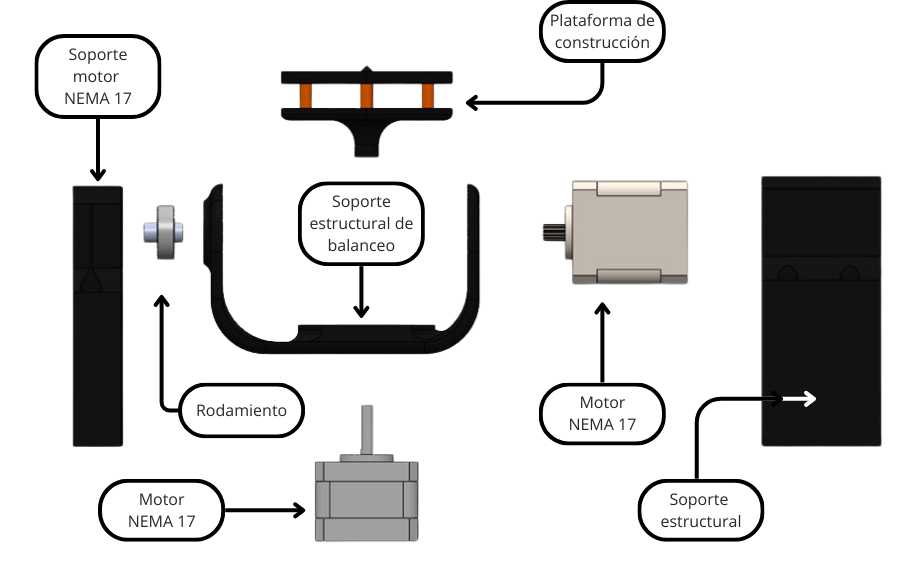 Plataforma de
construcción
Soporte
motor
NEMA 17
Soporte
estructural de
balanceo
Rodamiento
Motor
NEMA 17
Motor
NEMA 17
Soporte
estructural